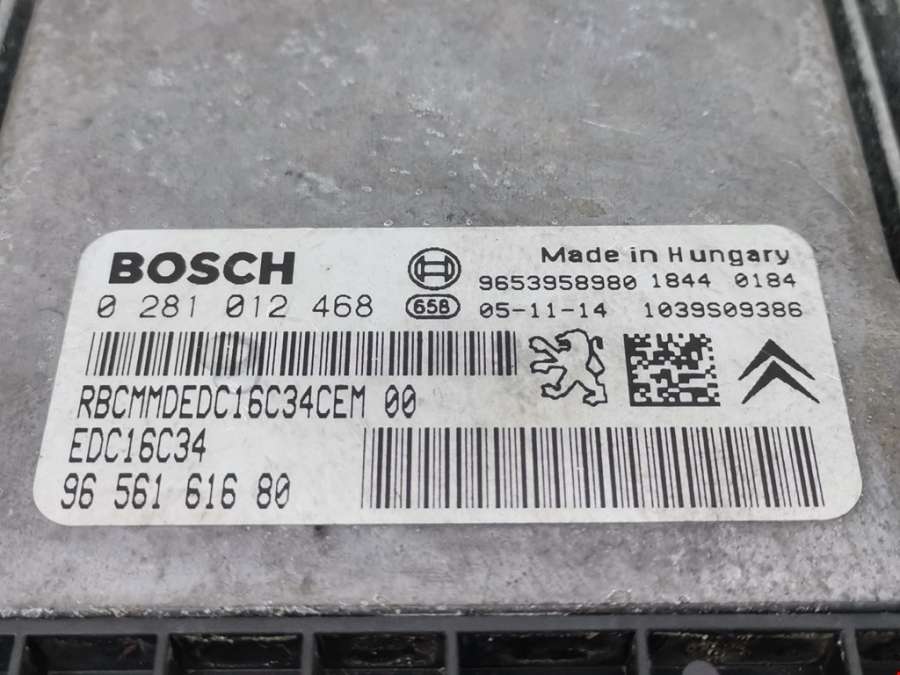 BOSCH
Made in Hungary
9653958980 1844 0184
0 281 012 468
658
05-11-14 1039S09386
RBCMMDEDC16C34CEM 00
EDC16C34
96 561 616 80